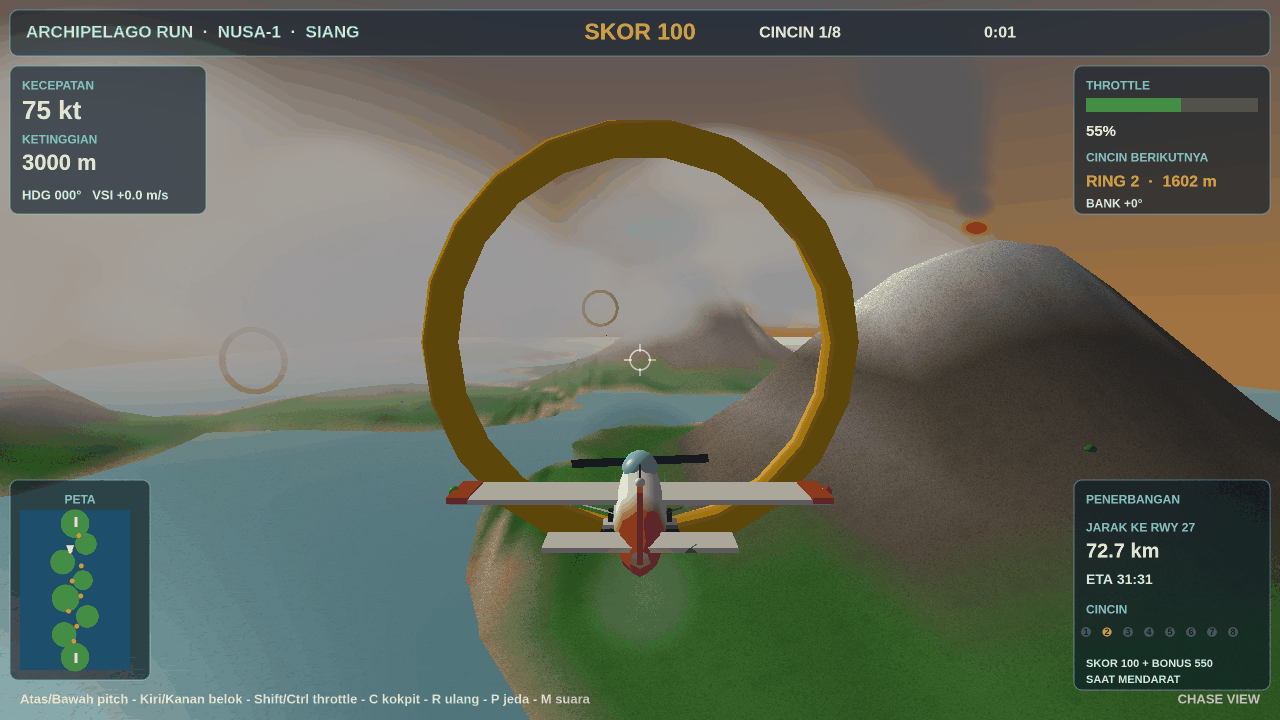 ARCHIPELAGO RUN · NUSA-1 · SIANG
SKOR 100
CINCIN 1/8
0:01
KECEPATAN
75 kt
KETINGGIAN
3000 m
HDG 000° VSI +0.0 m/s
THROTTLE
55%
CINCIN BERIKUTNYA
RING 2 · 1602 m
BANK +0°
PETA
PENERBANGAN
JARAK KE RWY 27
72.7 km
ETA 31:31
CINCIN
1 2 3 4 5 6 7 8
SKOR 100 + BONUS 550
SAAT MENDARAT
Atas/Bawah pitch - Kiri/Kanan belok - Shift/Ctrl throttle - C kokpit - R ulang - P jeda - M suara
CHASE VIEW